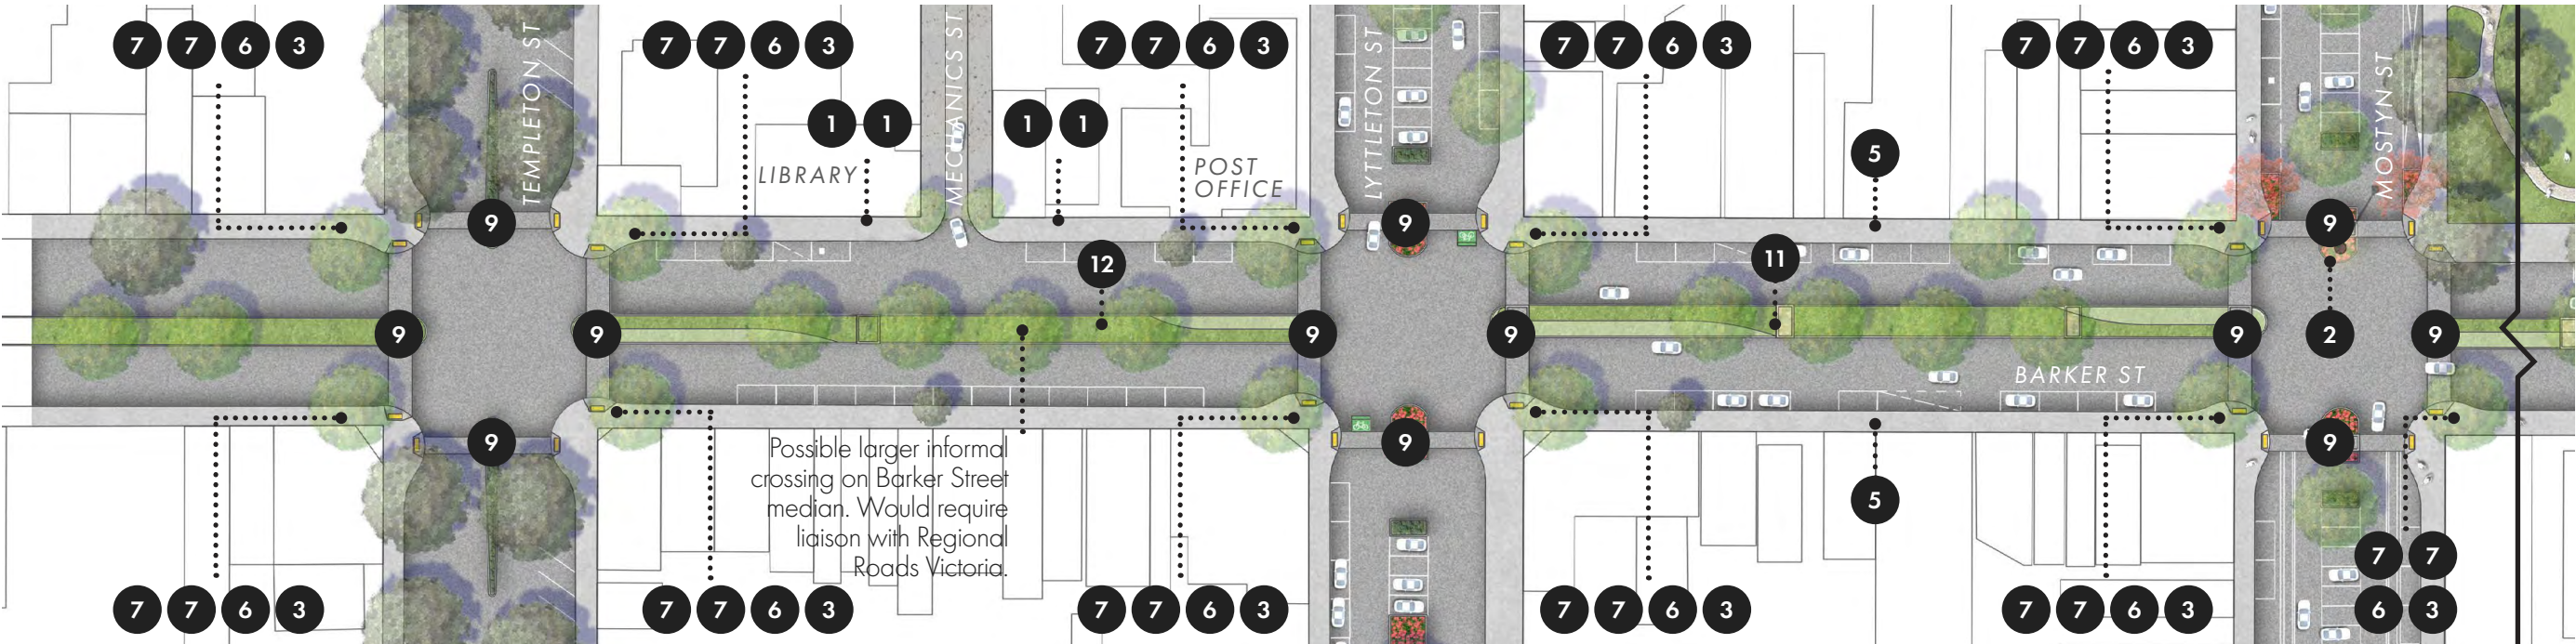 7 7 6 3
7 7 6 3
7 7 6 3
7 7 6 3
7 7 6 3
TEMPLETON ST
MECHANICS ST
LYTTLETON ST
MOSTYN ST
1 1
1 1
5
LIBRARY
POST
OFFICE
9
9
9
12
11
9
9
9
9
9
2
9
BARKER ST
9
9
9
Possible larger informal
crossing on Barker Street
median. Would require
liaison with Regional
Roads Victoria.
5
7 7
6 3
7 7 6 3
7 7 6 3
7 7 6 3
7 7 6 3
7 7 6 3